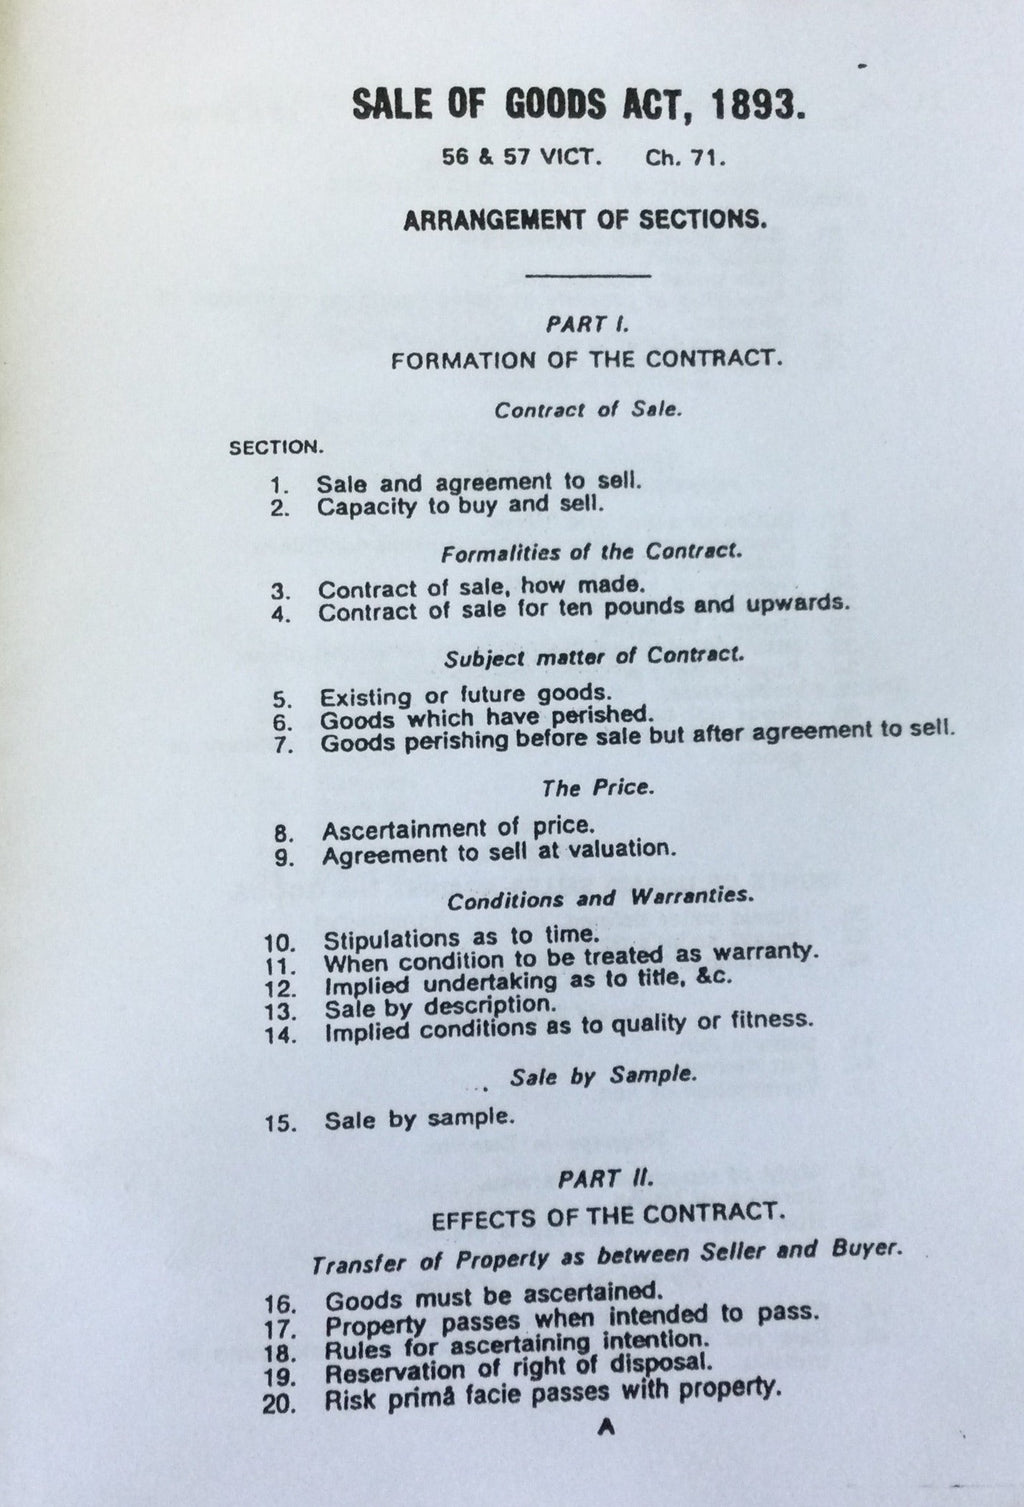 SALE OF GOODS ACT, 1893.
56 & 57 VICT. Ch. 71.
ARRANGEMENT OF SECTIONS.
PART I.
FORMATION OF THE CONTRACT.
Contract of Sale.
SECTION.
1. Sale and agreement to sell.
2. Capacity to buy and sell.
Formalities of the Contract.
3. Contract of sale, how made.
4. Contract of sale for ten pounds and upwards.
Subject matter of Contract.
5. Existing or future goods.
6. Goods which have perished.
7. Goods perishing before sale but after agreement to sell.
The Price.
8. Ascertainment of price.
9. Agreement to sell at valuation.
Conditions and Warranties.
10. Stipulations as to time.
11. When condition to be treated as warranty.
12. Implied undertaking as to title, &c.
13. Sale by description.
14. Implied conditions as to quality or fitness.
Sale by Sample.
15. Sale by sample.
PART II.
EFFECTS OF THE CONTRACT.
Transfer of Property as between Seller and Buyer.
16. Goods must be ascertained.
17. Property passes when intended to pass.
18. Rules for ascertaining intention.
19. Reservation of right of disposal.
20. Risk primâ facie passes with property.
A